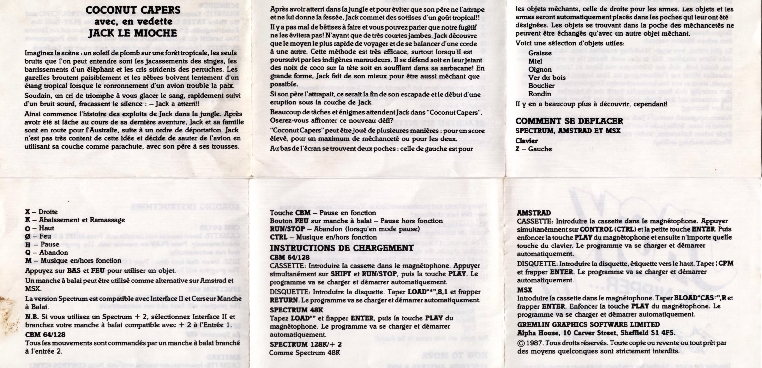 COCONUT CAPERS
avec, en vedette
JACK LE MIOCHE
Imaginez la scène : un soleil de plomb sur une forêt tropicale, les seuls
bruits que l'on peut entendre sont les jacassements des singes, les
barrissements d'un éléphant et les cris stridents des perruches. Les
gazelles broutent paisiblement et les zèbres boivent lentement d'un
étang tropical lorsque le ronronnement d'un avion trouble la paix.
Soudain, un cri de triomphe à vous glacer le sang, rapidement suivi
d'un bruit sourd, fracassent le silence : – Jack a atterri!!
Ainsi commence l'histoire des exploits de Jack dans la jungle. Après
avoir été si lâche au cours de sa dernière aventure, Jack et sa famille
sont en route pour l'Australie, suite à un ordre de déportation. Jack
n'est pas très content de cette idée et décide de sauter de l'avion en
utilisant sa couche comme parachute, avec son père à ses trousses.
Après avoir atterri dans la jungle et pour éviter que son père ne l'attrape
et ne lui donne la fessée, Jack commet des sottises d'un goût tropical!!
Il y a pas mal de bêtises à faire et vous pouvez parier que notre fugitif
ne les évitera pas! N'ayant que de très courtes jambes, Jack découvre
que le moyen le plus rapide de voyager et de se balancer d'une corde
à une autre. Cette méthode est très efficace, surtout lorsqu'il est
poursuivi par les indigènes maraudeurs. Il se défend soit en leur jetant
des noix de coco sur la tête soit en soufflant dans sa sarbacane! En
grande forme, Jack fait de son mieux pour être aussi méchant que
possible.
Si son père l'attrapait, ce serait la fin de son escapade et le début d'une
eruption sous la couche de Jack.
Beaucoup de tâches et énigmes attendent Jack dans "Coconut Capers".
Oserez-vous affronter ce nouveau défi?
"Coconut Capers" peut être joué de plusieurs manières : pour un score
élevé, pour un maximum de méchanceté ou pour les deux.
Au bas de l'écran se trouvent deux poches : celle de gauche est pour
les objets méchants, celle de droite pour les armes. Les objets et les
armes seront automatiquement placés dans les poches qui leur ont été
désignées. Les objets se trouvant dans la poche des méchancetés ne
peuvent être échangés qu'avec un autre objet méchant.
Voici une sélection d'objets utiles:
Graisse
Miel
Oignon
Ver de bois
Bouclier
Rondin
Il y en a beaucoup plus à découvrir, cependant!
COMMENT SE DEPLACER
SPECTRUM, AMSTRAD ET MSX
Clavier
Z – Gauche
X – Droite
K – Abaissement et Ramassage
O – Haut
Ø – Feu
H – Pause
Q – Abandon
M – Musique en/hors fonction
Appuyez sur BAS et FEU pour utiliser un objet.
Un manche à balai peut être utilisé comme alternative sur Amstrad et
MSX.
La version Spectrum est compatible avec Interface II et Curseur Manche
à Balai.
N.B. Si vous utilisez un Spectrum + 2, sélectionnez Interface II et
branchez votre manche à balai compatible avec + 2 à l'Entrée 1.
CBM 64/128
Tous les mouvements sont commandés par un manche à balai branché
à l'entrée 2.
Touche CBM – Pause en fonction
Bouton FEU sur manche à balai – Pause hors fonction
RUN/STOP – Abandon (lorsqu'en mode pause)
CTRL – Musique en/hors fonction
INSTRUCTIONS DE CHARGEMENT
CBM 64/128
CASSETTE: Introduire la cassette dans le magnétophone. Appuyer
simultanément sur SHIFT et RUN/STOP, puis la touche PLAY. Le
programme va se charger et démarrer automatiquement.
DISQUETTE: Introduire la disquette. Taper LOAD"*",8,1 et frapper
RETURN. Le programme va se charger et démarrer automatiquement
SPECTRUM 48K
Tapez LOAD"" et frapper ENTER, puis la touche PLAY du
magnétophone. Le programme va se charger et démarrer
automatiquement.
SPECTRUM 128K/+ 2
Comme Spectrum 48K
AMSTRAD
CASSETTE: Introduire la cassette dans le magnétophone. Appuyer
simultanément sur CONTROL (CTRL) et la petite touche ENTER. Puis
enfoncer la touche PLAY du magnétophone et ensuite n'importe quelle
touche du clavier. Le programme va se charger et démarrer
automatiquement.
DISQUETTE: Introduire la disquette, étiquette vers le haut. Taper : CPM
et frapper ENTER. Le programme va se charger et démarrer
automatiquement.
MSX
Introduire la cassette dans le magnétophone. Taper BLOAD"CAS:",R et
frapper ENTER. Enfoncer la touche PLAY du magnétophone. Le
programme va se charger et démarrer automatiquement.
GREMLIN GRAPHICS SOFTWARE LIMITED
Alpha House, 10 Carver Street, Sheffield S1 4FS.
© 1987. Tous droits réservés. Toute copie ou revente ou tout prêt par
des moyens quelconques sont strictement interdits.